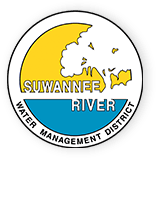 SUWANNEE
RIVER
WATER MANAGEMENT DISTRICT